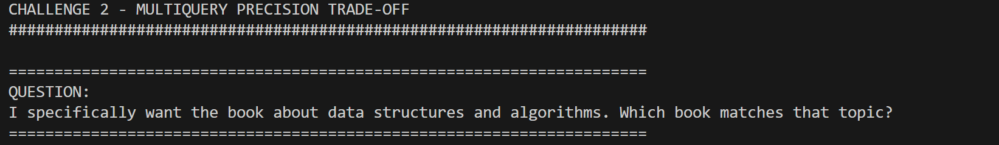 CHALLENGE 2 - MULTIQUERY PRECISION TRADE-OFF
######################################################################
======================================================================
QUESTION:
I specifically want the book about data structures and algorithms. Which book matches that topic?
======================================================================